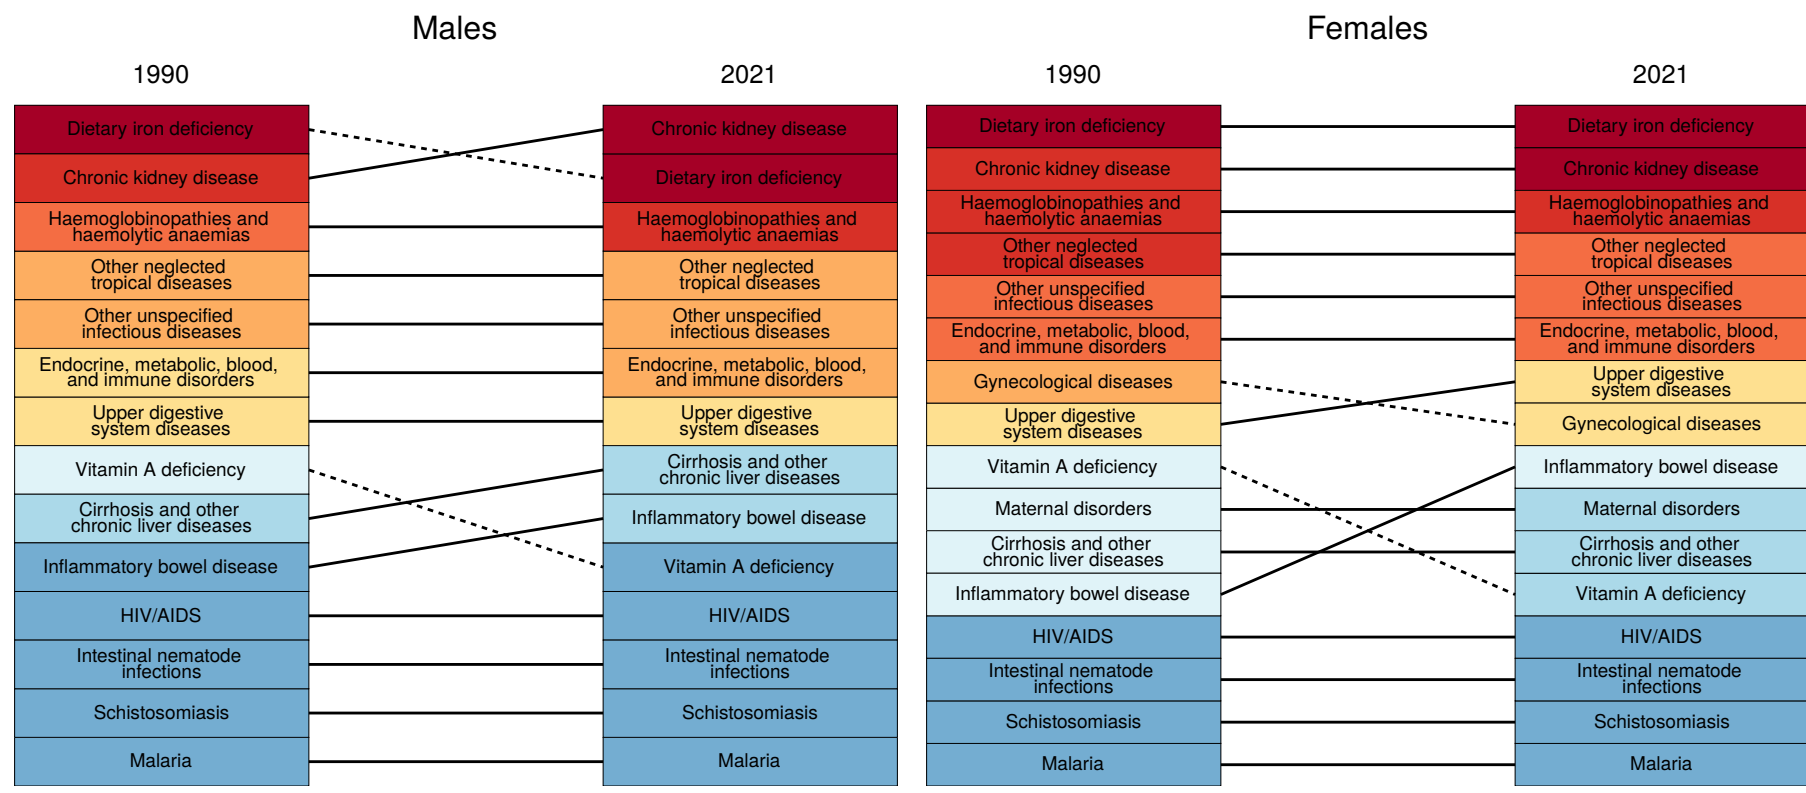 Males
1990
2021
Dietary iron deficiency
Chronic kidney disease
Haemoglobinopathies and
haemolytic anaemias
Other neglected
tropical diseases
Other unspecified
infectious diseases
Endocrine, metabolic, blood,
and immune disorders
Upper digestive
system diseases
Vitamin A deficiency
Cirrhosis and other
chronic liver diseases
Inflammatory bowel disease
HIV/AIDS
Intestinal nematode
infections
Schistosomiasis
Malaria
Chronic kidney disease
Dietary iron deficiency
Haemoglobinopathies and
haemolytic anaemias
Other neglected
tropical diseases
Other unspecified
infectious diseases
Endocrine, metabolic, blood,
and immune disorders
Upper digestive
system diseases
Cirrhosis and other
chronic liver diseases
Inflammatory bowel disease
Vitamin A deficiency
HIV/AIDS
Intestinal nematode
infections
Schistosomiasis
Malaria
Females
1990
2021
Dietary iron deficiency
Chronic kidney disease
Haemoglobinopathies and
haemolytic anaemias
Other neglected
tropical diseases
Other unspecified
infectious diseases
Endocrine, metabolic, blood,
and immune disorders
Gynecological diseases
Upper digestive
system diseases
Vitamin A deficiency
Maternal disorders
Cirrhosis and other
chronic liver diseases
Inflammatory bowel disease
HIV/AIDS
Intestinal nematode
infections
Schistosomiasis
Malaria
Dietary iron deficiency
Chronic kidney disease
Haemoglobinopathies and
haemolytic anaemias
Other neglected
tropical diseases
Other unspecified
infectious diseases
Endocrine, metabolic, blood,
and immune disorders
Upper digestive
system diseases
Gynecological diseases
Inflammatory bowel disease
Maternal disorders
Cirrhosis and other
chronic liver diseases
Vitamin A deficiency
HIV/AIDS
Intestinal nematode
infections
Schistosomiasis
Malaria